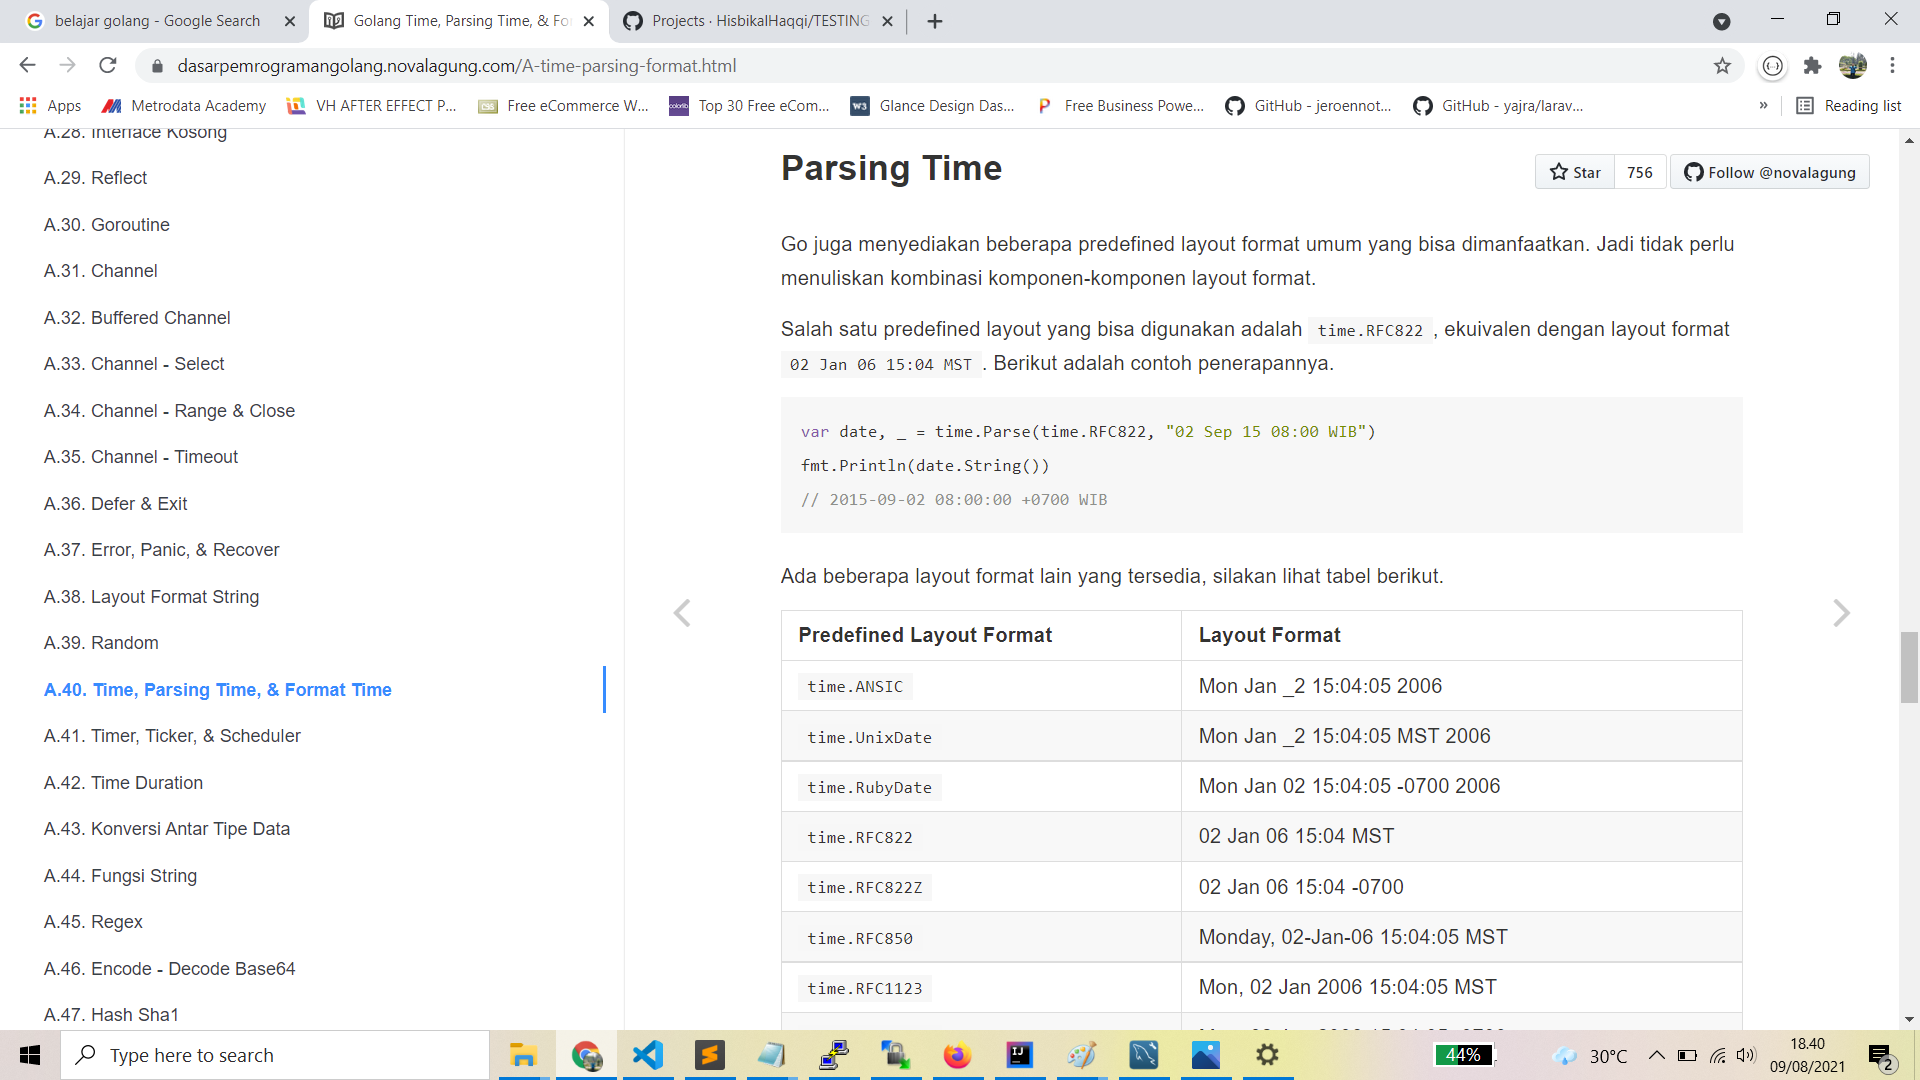 belajar golang - Google Search
Golang Time, Parsing Time, & Fo
Projects · HisbikalHaqqi/TESTING
dasarpemrogramangolang.novalagung.com/A-time-parsing-format.html
Apps
Metrodata Academy
VH AFTER EFFECT P...
Free eCommerce W...
Top 30 Free eCom...
Glance Design Das...
Free Business Powe...
GitHub - jeroennot...
GitHub - yajra/larav...
»
Reading list
A.28. Interface Kosong
A.29. Reflect
A.30. Goroutine
A.31. Channel
A.32. Buffered Channel
A.33. Channel - Select
A.34. Channel - Range & Close
A.35. Channel - Timeout
A.36. Defer & Exit
A.37. Error, Panic, & Recover
A.38. Layout Format String
A.39. Random
A.40. Time, Parsing Time, & Format Time
A.41. Timer, Ticker, & Scheduler
A.42. Time Duration
A.43. Konversi Antar Tipe Data
A.44. Fungsi String
A.45. Regex
A.46. Encode - Decode Base64
A.47. Hash Sha1
Parsing Time
Star
756
Follow @novalagung
Go juga menyediakan beberapa predefined layout format umum yang bisa dimanfaatkan. Jadi tidak perlu
menuliskan kombinasi komponen-komponen layout format.
Salah satu predefined layout yang bisa digunakan adalah time.RFC822 , ekuivalen dengan layout format
02 Jan 06 15:04 MST . Berikut adalah contoh penerapannya.
var date, _ = time.Parse(time.RFC822, "02 Sep 15 08:00 WIB")
fmt.Println(date.String())
// 2015-09-02 08:00:00 +0700 WIB
Ada beberapa layout format lain yang tersedia, silakan lihat tabel berikut.
Predefined Layout Format
Layout Format
time.ANSIC
Mon Jan _2 15:04:05 2006
time.UnixDate
Mon Jan _2 15:04:05 MST 2006
time.RubyDate
Mon Jan 02 15:04:05 -0700 2006
time.RFC822
02 Jan 06 15:04 MST
time.RFC822Z
02 Jan 06 15:04 -0700
time.RFC850
Monday, 02-Jan-06 15:04:05 MST
time.RFC1123
Mon, 02 Jan 2006 15:04:05 MST
Type here to search
44%
30°C
18.40
09/08/2021
2